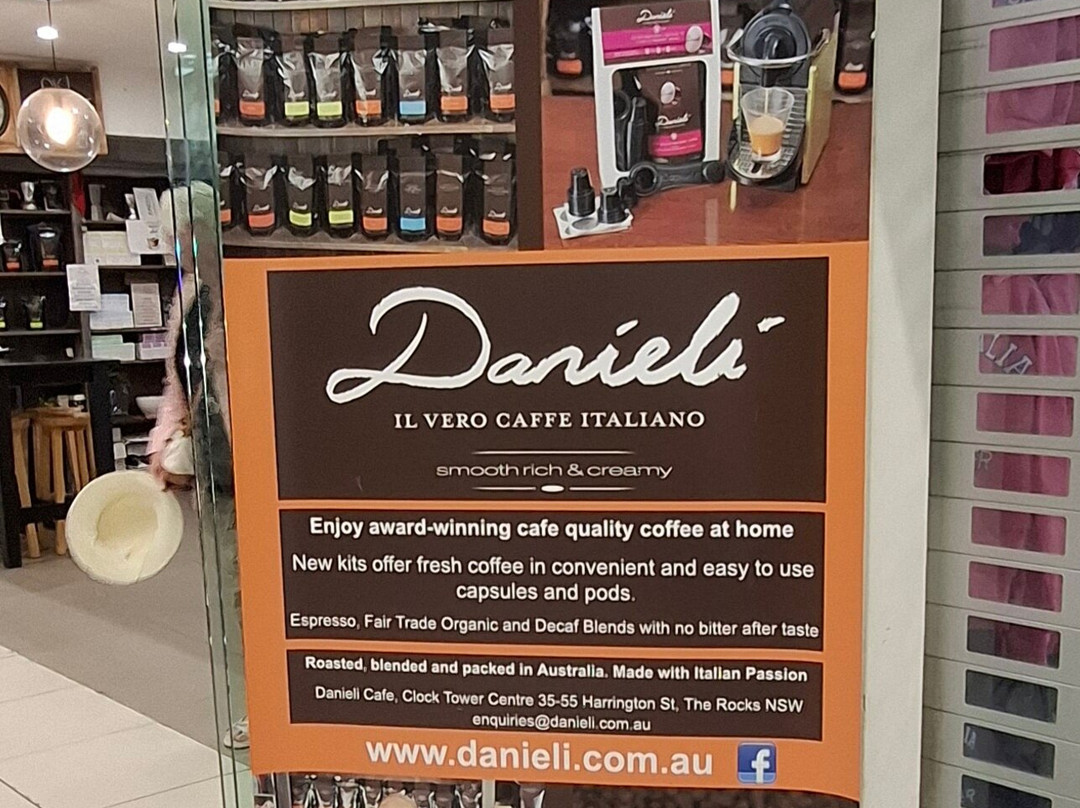 Danieli
Danieli
Danieli
IL VERO CAFFE ITALIANO
smooth rich & creamy
Enjoy award-winning cafe quality coffee at home
New kits offer fresh coffee in convenient and easy to use
capsules and pods.
Espresso, Fair Trade Organic and Decaf Blends with no bitter after taste
Roasted, blended and packed in Australia. Made with Italian Passion
Danieli Cafe, Clock Tower Centre 35-55 Harrington St, The Rocks NSW
enquiries@danieli.com.au
www.danieli.com.au f
LIA
R